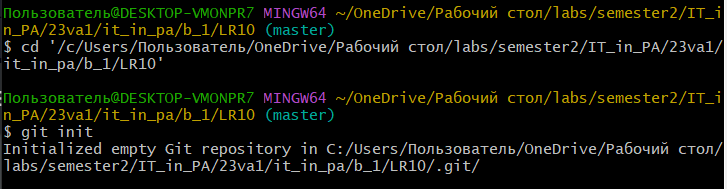 Пользователь@DESKTOP-VMONPR7 MINGW64 ~/OneDrive/Рабочий стол/labs/semester2/IT_i
n_PA/23va1/it_in_pa/b_1/LR10 (master)
$ cd '/c/Users/Пользователь/OneDrive/Рабочий стол/labs/semester2/IT_in_PA/23va1/
it_in_pa/b_1/LR10'
Пользователь@DESKTOP-VMONPR7 MINGW64 ~/OneDrive/Рабочий стол/labs/semester2/IT_i
n_PA/23va1/it_in_pa/b_1/LR10 (master)
$ git init
Initialized empty Git repository in C:/Users/Пользователь/OneDrive/Рабочий стол/
labs/semester2/IT_in_PA/23va1/it_in_pa/b_1/LR10/.git/